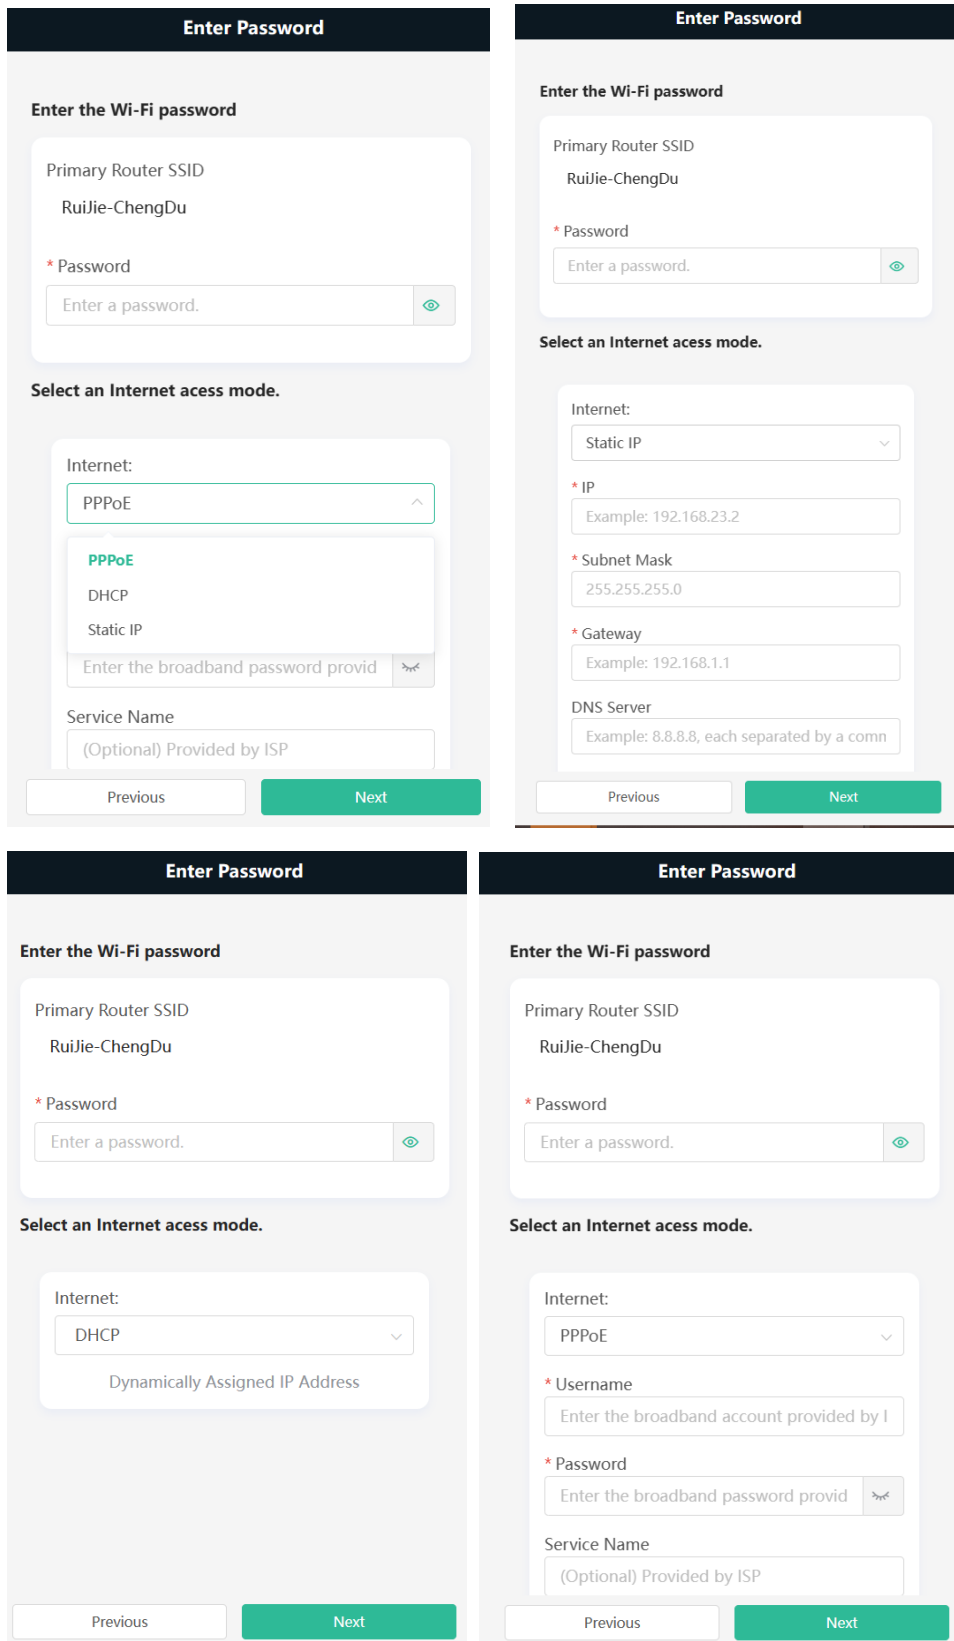 Enter Password
Enter the Wi-Fi password
Primary Router SSID
RuiJie-ChengDu
* Password
Enter a password.
Select an Internet acess mode.
Internet:
PPPoE
PPPoE
DHCP
Static IP
Enter the broadband password provid
Service Name
(Optional) Provided by ISP
Previous
Next
Enter Password
Enter the Wi-Fi password
Primary Router SSID
RuiJie-ChengDu
* Password
Enter a password.
Select an Internet acess mode.
Internet:
Static IP
* IP
Example: 192.168.23.2
* Subnet Mask
255.255.255.0
* Gateway
Example: 192.168.1.1
DNS Server
Example: 8.8.8.8, each separated by a
Previous
Next
Enter Password
Enter the Wi-Fi password
Primary Router SSID
RuiJie-ChengDu
* Password
Enter a password.
Select an Internet acess mode.
Internet:
DHCP
Dynamically Assigned IP Address
Previous
Next
Enter Password
Enter the Wi-Fi password
Primary Router SSID
RuiJie-ChengDu
* Password
Enter a password.
Select an Internet acess mode.
Internet:
PPPoE
* Username
Enter the broadband account provided by
* Password
Enter the broadband password provid
Service Name
(Optional) Provided by ISP
Previous
Next